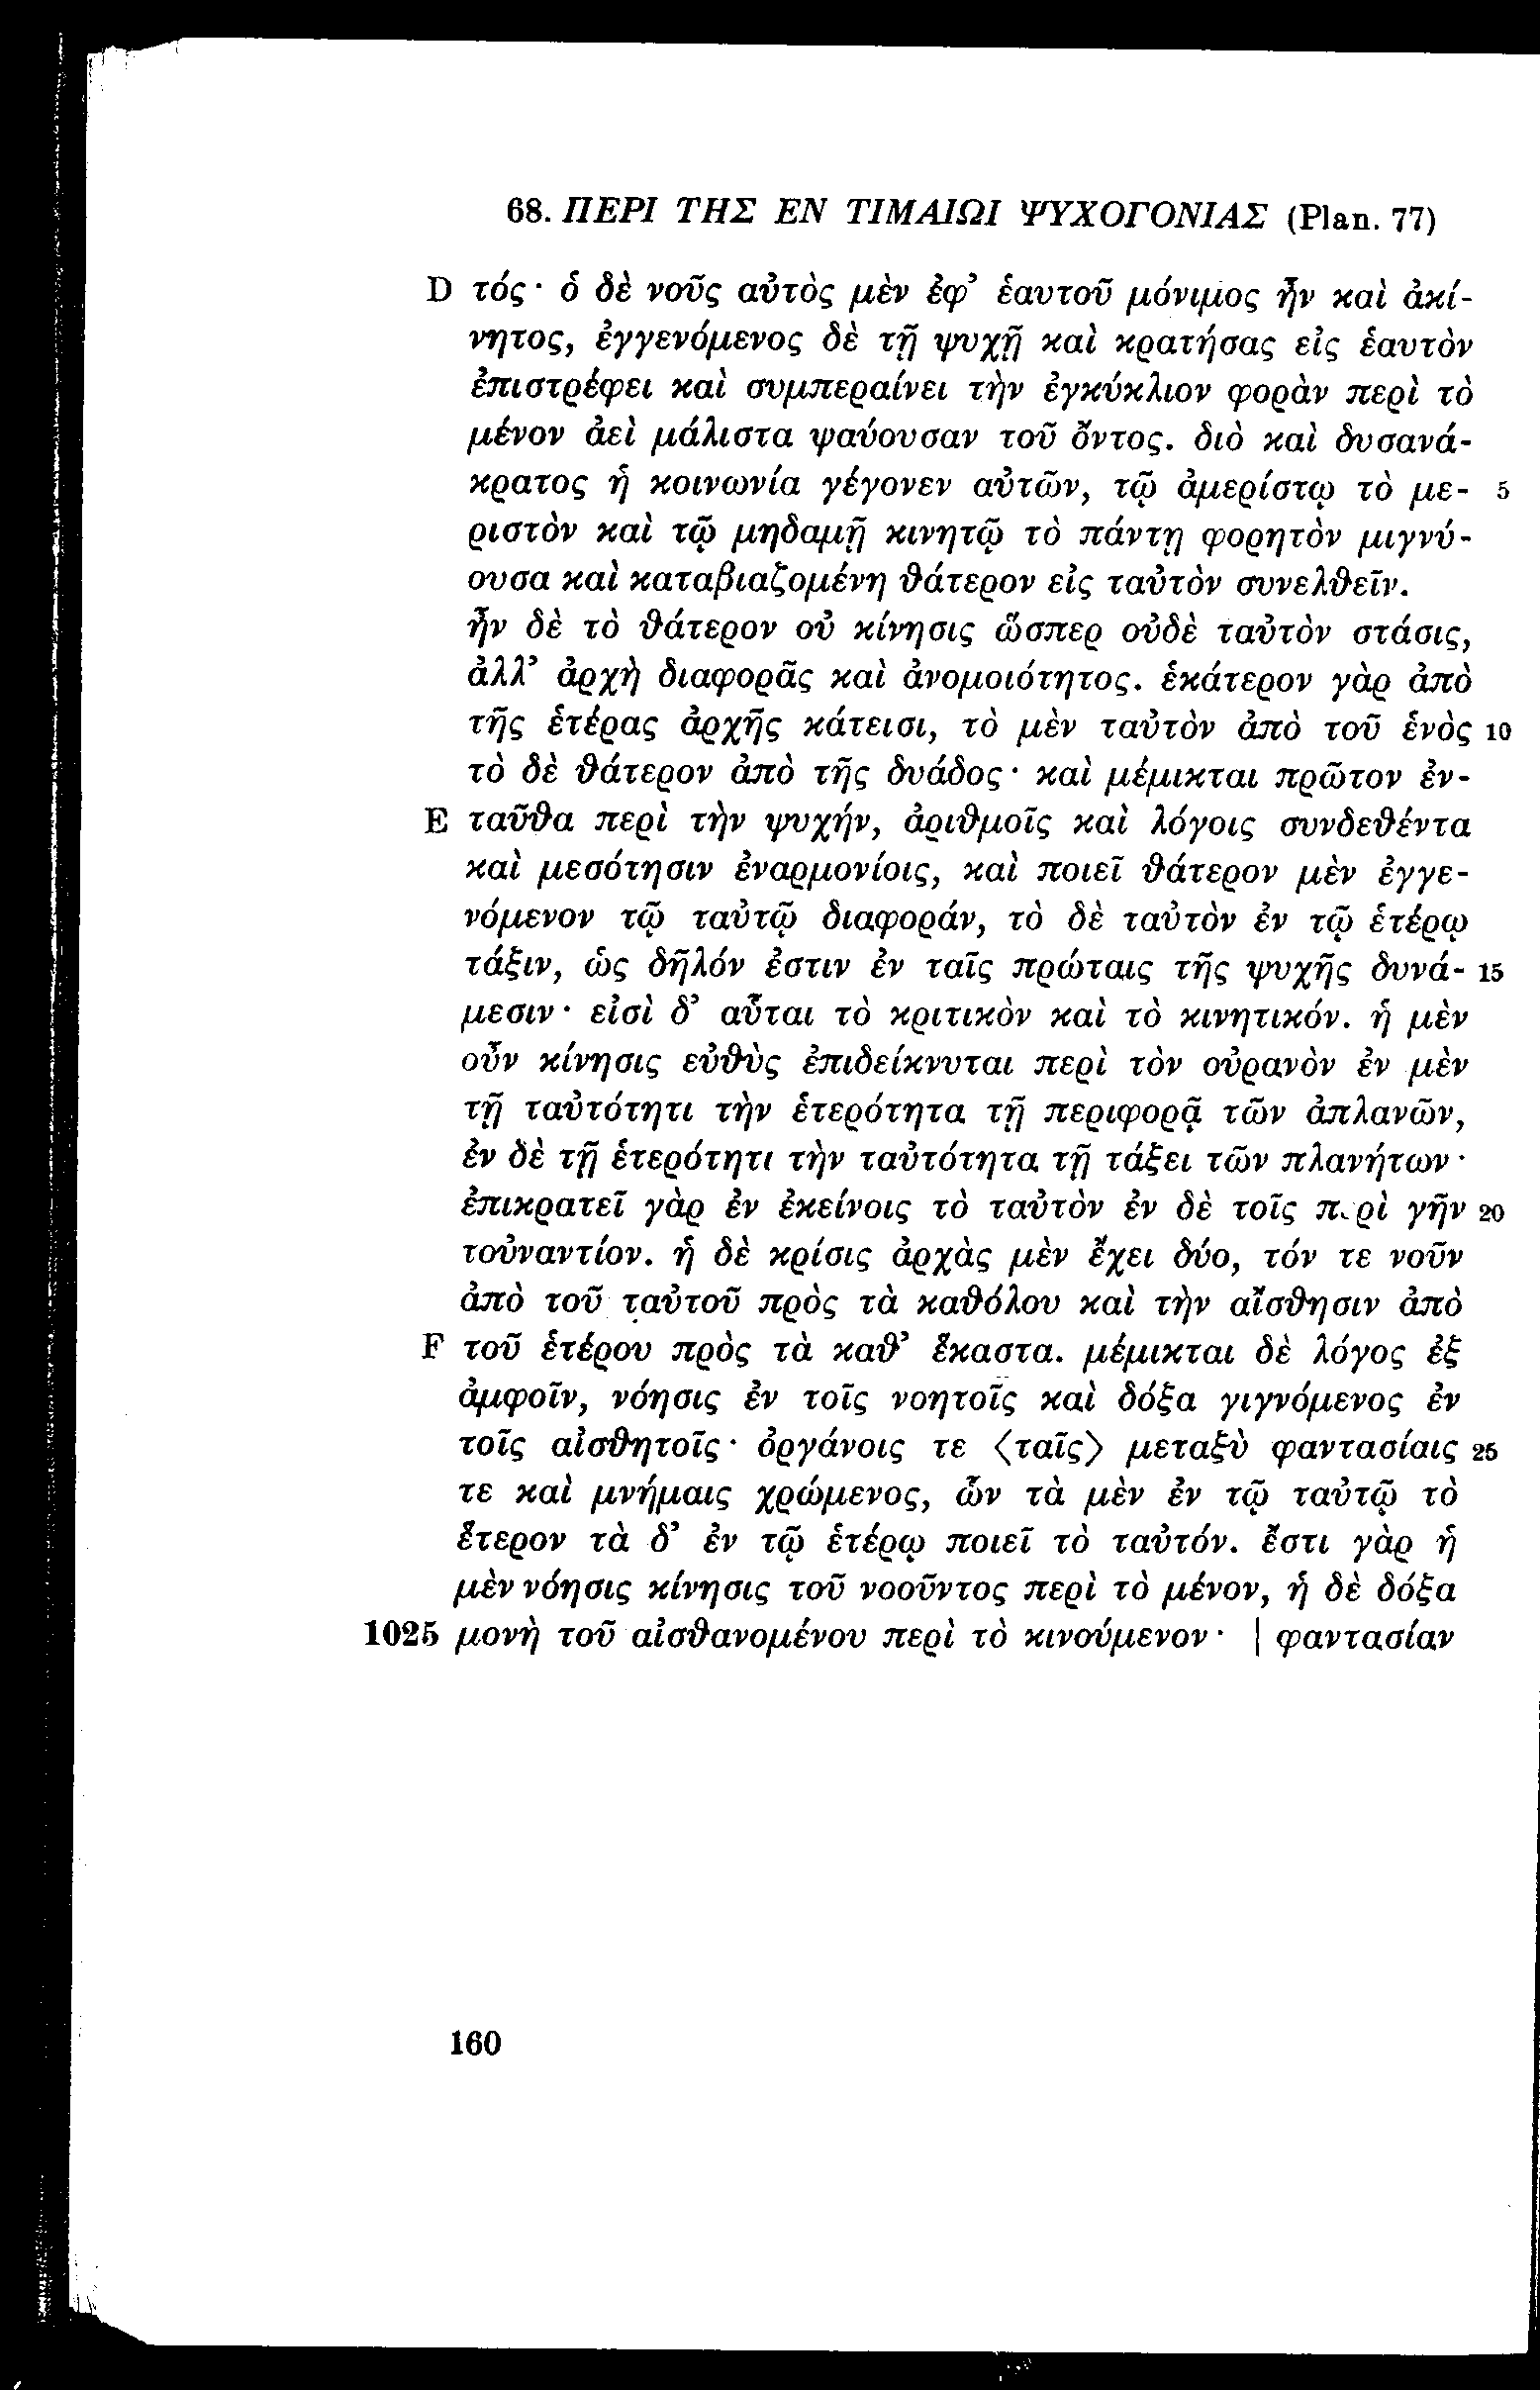 68. ΠΕΡΙ ΤΗΣ ΕΝ ΤΙΜΑΙΩΙ ΨΥΧΟΓΟΝΙΑΣ (Plan. 77)
D τός· ὁ δὲ νοῦς αὐτὸς μὲν ἐφ’ ἑαυτοῦ μόνιμος ἦν καὶ ἀκί-
νητος, ἐγγενόμενος δὲ τῇ ψυχῇ καὶ κρατήσας εἰς ἑαυτὸν
ἐπιστρέφει καὶ συμπεραίνει τὴν ἐγκύκλιον φορὰν περὶ τὸ
μένον ἀεὶ μάλιστα ψαύουσαν τοῦ ὄντος. διὸ καὶ δυσανά-
κρατος ἡ κοινωνία γέγονεν αὐτῶν, τῷ ἀμερίστῳ τὸ με- 5
ριστὸν καὶ τῷ μηδαμῇ κινητῷ τὸ πάντῃ φορητὸν μιγνύ-
ουσα καὶ καταβιαζομένη θάτερον εἰς ταὐτὸν συνελθεῖν.
ἦν δὲ τὸ θάτερον οὐ κίνησις ὥσπερ οὐδὲ ταὐτὸν στάσις,
ἀλλ’ ἀρχὴ διαφορᾶς καὶ ἀνομοιότητος. ἑκάτερον γὰρ ἀπὸ
τῆς ἑτέρας ἀρχῆς κάτεισι, τὸ μὲν ταὐτὸν ἀπὸ τοῦ ἑνὸς 10
τὸ δὲ θάτερον ἀπὸ τῆς δυάδος· καὶ μέμικται πρῶτον ἐν-
E ταῦθα περὶ τὴν ψυχήν, ἀριθμοῖς καὶ λόγοις συνδεθέντα
καὶ μεσότησιν ἐναρμονίοις, καὶ ποιεῖ θάτερον μὲν ἐγγε-
νόμενον τῷ ταὐτῷ διαφοράν, τὸ δὲ ταὐτὸν ἐν τῷ ἑτέρῳ
τάξιν, ὡς δῆλόν ἐστιν ἐν ταῖς πρώταις τῆς ψυχῆς δυνά- 15
μεσιν· εἰσὶ δ’ αὗται τὸ κριτικὸν καὶ τὸ κινητικόν. ἡ μὲν
οὖν κίνησις εὐθὺς ἐπιδείκνυται περὶ τὸν οὐρανὸν ἐν μὲν
τῇ ταὐτότητι τὴν ἑτερότητα τῇ περιφορᾷ τῶν ἀπλανῶν,
ἐν δὲ τῇ ἑτερότητι τὴν ταὐτότητα τῇ τάξει τῶν πλανήτων·
ἐπικρατεῖ γὰρ ἐν ἐκείνοις τὸ ταὐτὸν ἐν δὲ τοῖς περὶ γῆν 20
τοὐναντίον. ἡ δὲ κρίσις ἀρχὰς μὲν ἔχει δύο, τόν τε νοῦν
ἀπὸ τοῦ ταὐτοῦ πρὸς τὰ καθόλου καὶ τὴν αἴσθησιν ἀπὸ
F τοῦ ἑτέρου πρὸς τὰ καθ’ ἕκαστα. μέμικται δὲ λόγος ἐξ
ἀμφοῖν, νόησις ἐν τοῖς νοητοῖς καὶ δόξα γιγνόμενος ἐν
τοῖς αἰσθητοῖς· ὀργάνοις τε ⟨ταῖς⟩ μεταξὺ φαντασίαις 25
τε καὶ μνήμαις χρώμενος, ὧν τὰ μὲν ἐν τῷ ταὐτῷ τὸ
ἕτερον τὰ δ’ ἐν τῷ ἑτέρῳ ποιεῖ τὸ ταὐτόν. ἔστι γὰρ ἡ
μὲν νόησις κίνησις τοῦ νοοῦντος περὶ τὸ μένον, ἡ δὲ δόξα
1025 μονὴ τοῦ αἰσθανομένου περὶ τὸ κινούμενον· | φαντασίαν
160